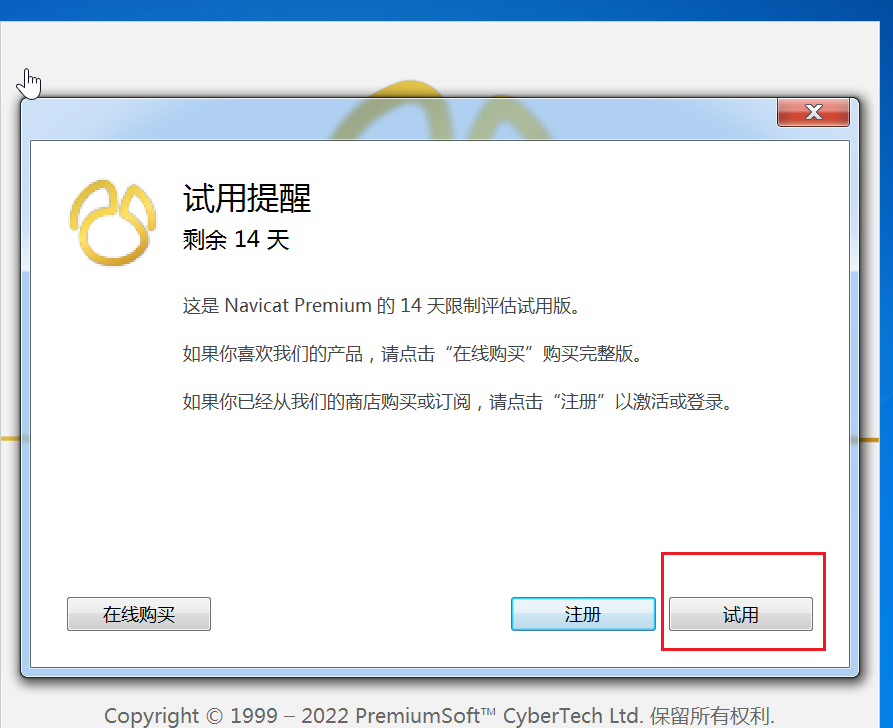 试用提醒
剩余 14 天
这是 Navicat Premium 的 14 天限制评估试用版。
如果你喜欢我们的产品，请点击“在线购买”购买完整版。
如果你已经从我们的商店购买或订阅，请点击“注册”以激活或登录。
在线购买
注册
试用
Copyright © 1999 – 2022 PremiumSoft™ CyberTech Ltd. 保留所有权利.